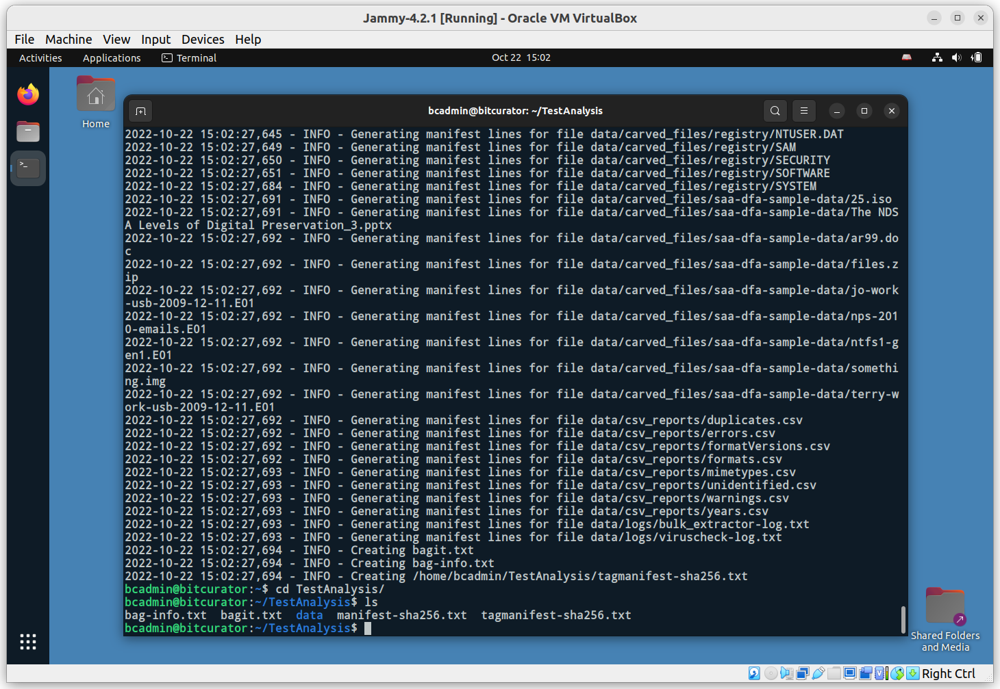 Jammy-4.2.1 [Running] - Oracle VM VirtualBox
File Machine View Input Devices Help
Activities Applications Terminal Oct 22 15:02
Home
bcadmin@bitcurator: ~/TestAnalysis
2022-10-22 15:02:27,645 - INFO - Generating manifest lines for file data/carved_files/registry/NTUSER.DAT
2022-10-22 15:02:27,649 - INFO - Generating manifest lines for file data/carved_files/registry/SAM
2022-10-22 15:02:27,650 - INFO - Generating manifest lines for file data/carved_files/registry/SECURITY
2022-10-22 15:02:27,651 - INFO - Generating manifest lines for file data/carved_files/registry/SOFTWARE
2022-10-22 15:02:27,684 - INFO - Generating manifest lines for file data/carved_files/registry/SYSTEM
2022-10-22 15:02:27,691 - INFO - Generating manifest lines for file data/carved_files/saa-dfa-sample-data/25.iso
2022-10-22 15:02:27,691 - INFO - Generating manifest lines for file data/carved_files/saa-dfa-sample-data/The NDS
A Levels of Digital Preservation_3.pptx
2022-10-22 15:02:27,692 - INFO - Generating manifest lines for file data/carved_files/saa-dfa-sample-data/ar99.do
c
2022-10-22 15:02:27,692 - INFO - Generating manifest lines for file data/carved_files/saa-dfa-sample-data/files.z
ip
2022-10-22 15:02:27,692 - INFO - Generating manifest lines for file data/carved_files/saa-dfa-sample-data/jo-work
-usb-2009-12-11.E01
2022-10-22 15:02:27,692 - INFO - Generating manifest lines for file data/carved_files/saa-dfa-sample-data/nps-201
0-emails.E01
2022-10-22 15:02:27,692 - INFO - Generating manifest lines for file data/carved_files/saa-dfa-sample-data/ntfs1-g
en1.E01
2022-10-22 15:02:27,692 - INFO - Generating manifest lines for file data/carved_files/saa-dfa-sample-data/somethi
ng.img
2022-10-22 15:02:27,692 - INFO - Generating manifest lines for file data/carved_files/saa-dfa-sample-data/terry-w
ork-usb-2009-12-11.E01
2022-10-22 15:02:27,692 - INFO - Generating manifest lines for file data/csv_reports/duplicates.csv
2022-10-22 15:02:27,692 - INFO - Generating manifest lines for file data/csv_reports/errors.csv
2022-10-22 15:02:27,692 - INFO - Generating manifest lines for file data/csv_reports/formatVersions.csv
2022-10-22 15:02:27,692 - INFO - Generating manifest lines for file data/csv_reports/formats.csv
2022-10-22 15:02:27,693 - INFO - Generating manifest lines for file data/csv_reports/mimetypes.csv
2022-10-22 15:02:27,693 - INFO - Generating manifest lines for file data/csv_reports/unidentified.csv
2022-10-22 15:02:27,693 - INFO - Generating manifest lines for file data/csv_reports/warnings.csv
2022-10-22 15:02:27,693 - INFO - Generating manifest lines for file data/csv_reports/years.csv
2022-10-22 15:02:27,693 - INFO - Generating manifest lines for file data/logs/bulk_extractor-log.txt
2022-10-22 15:02:27,693 - INFO - Generating manifest lines for file data/logs/viruscheck-log.txt
2022-10-22 15:02:27,694 - INFO - Creating bagit.txt
2022-10-22 15:02:27,694 - INFO - Creating bag-info.txt
2022-10-22 15:02:27,694 - INFO - Creating /home/bcadmin/TestAnalysis/tagmanifest-sha256.txt
bcadmin@bitcurator:~$ cd TestAnalysis/
bcadmin@bitcurator:~/TestAnalysis$ ls
bag-info.txt bagit.txt data manifest-sha256.txt tagmanifest-sha256.txt
bcadmin@bitcurator:~/TestAnalysis$
Shared Folders
and Media
Right Ctrl